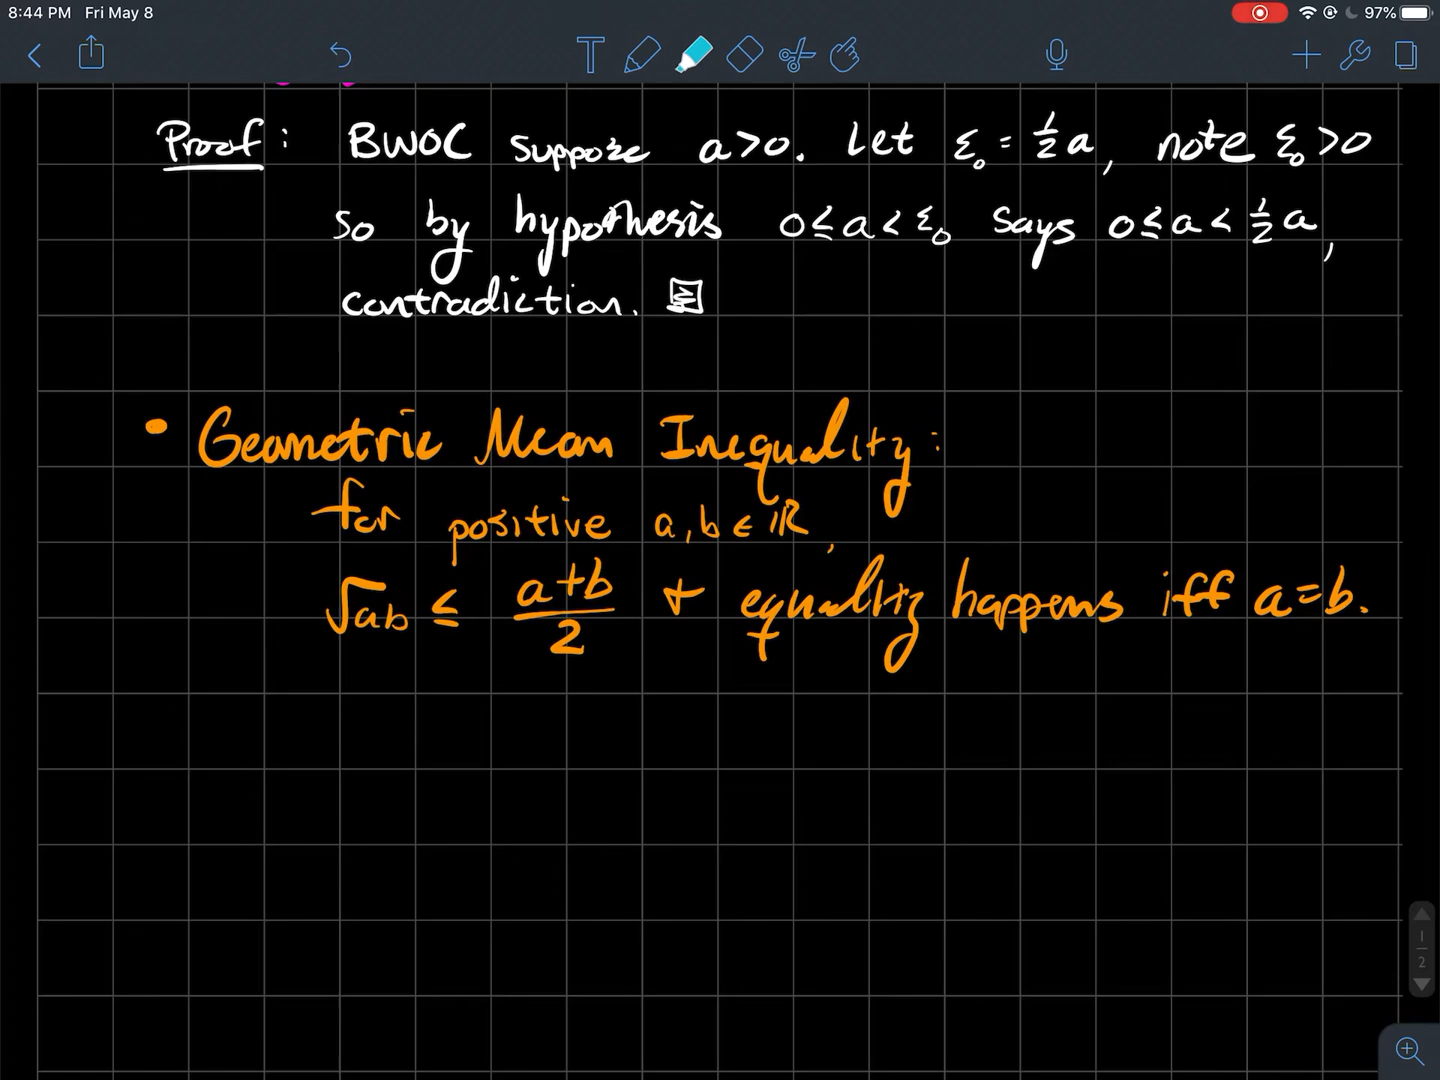 8:44 PM Fri May 8 97%
T
Proof: BWOC suppose a>0. Let ε₀ = ½a, note ε₀>0
so by hypothesis 0≤a<ε₀ says 0≤a<½a,
contradiction.
• Geometric Mean Inequality:
for positive a,b∈ℝ,
√ab ≤ (a+b)/2 + equality happens iff a=b.
1
2